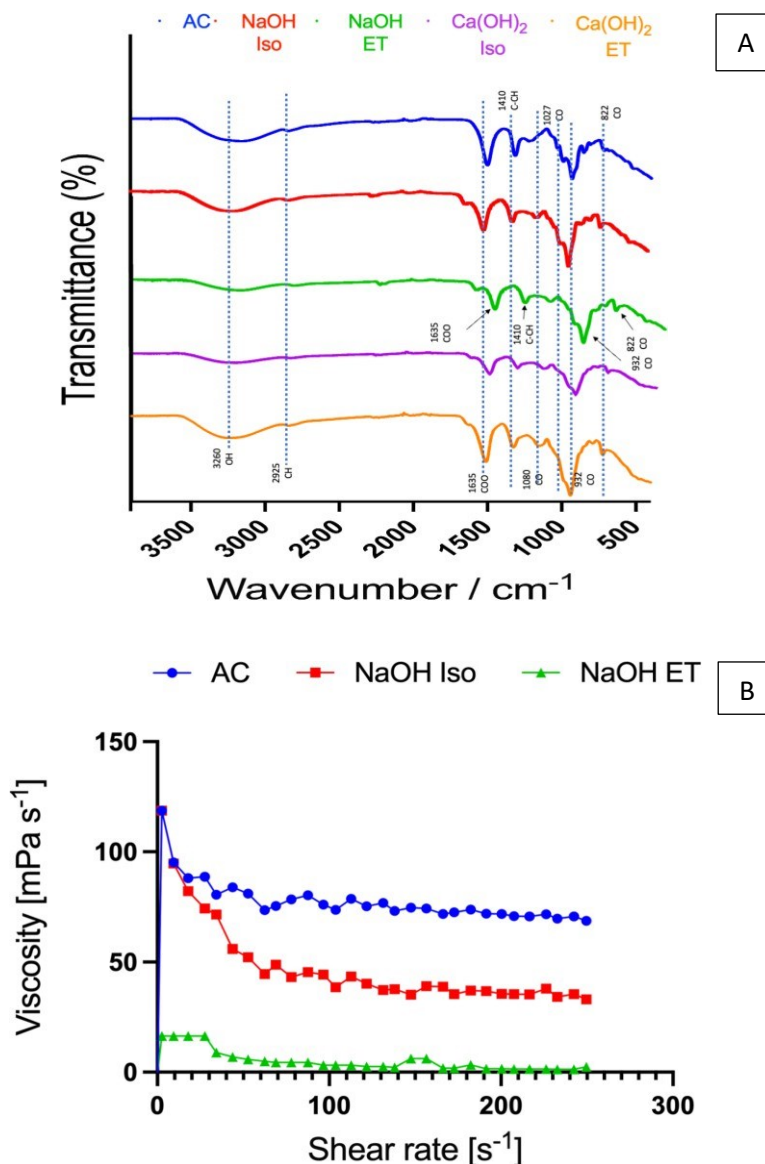 AC NaOH NaOH Ca(OH)2 Ca(OH)2
Iso ET Iso ET
A
1410
C-CH
1027
CO
822
CO
Transmittance (%)
1635
COO
1410
C-CH
822
CO
932
CO
3260
OH
2925
CH
1635
COO
1080
CO
932
CO
3500 3000 2500 2000 1500 1000 500
Wavenumber / cm-1
AC NaOH Iso NaOH ET
B
150
100
50
0
Viscosity [mPa s-1]
0 100 200 300
Shear rate [s-1]